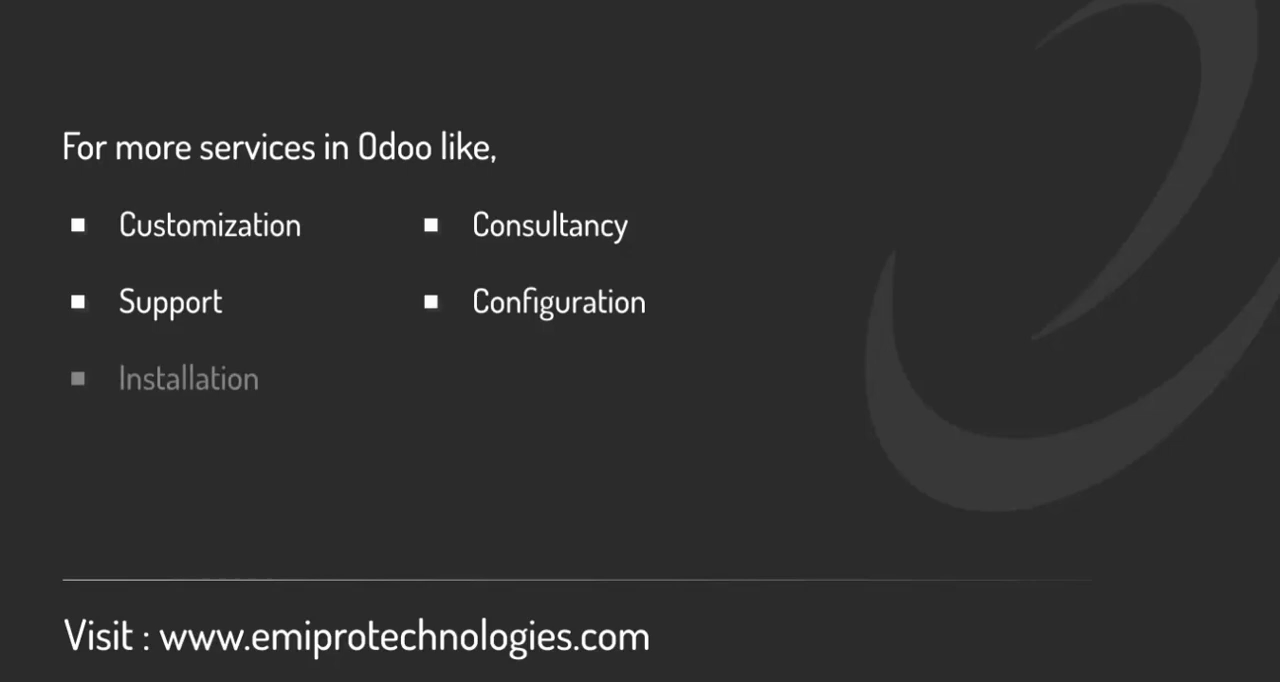 For more services in Odoo like,
▪ Customization ▪ Consultancy
▪ Support ▪ Configuration
▪ Installation
Visit : www.emiprotechnologies.com